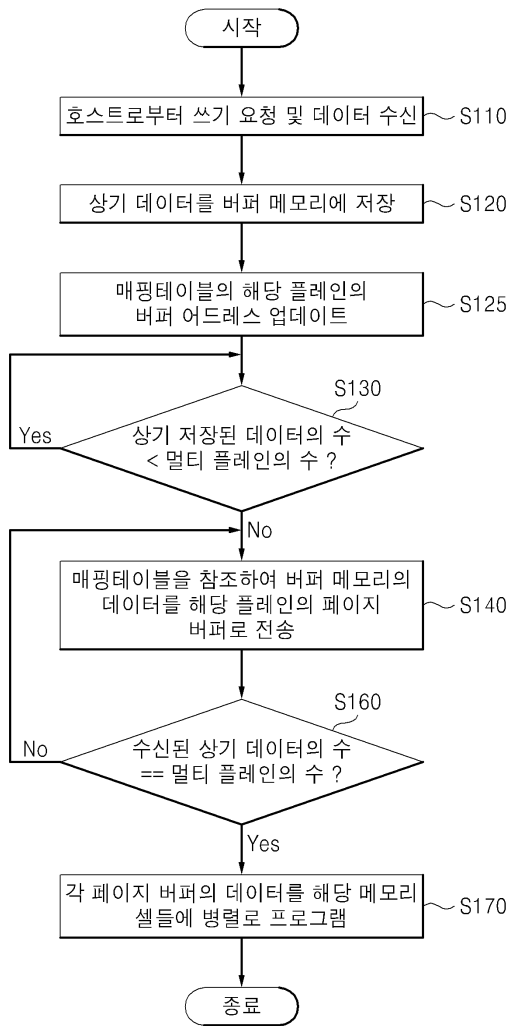 시작
호스트로부터 쓰기 요청 및 데이터 수신
S110
상기 데이터를 버퍼 메모리에 저장
S120
매핑테이블의 해당 플레인의
버퍼 어드레스 업데이트
S125
S130
Yes
상기 저장된 데이터의 수
< 멀티 플레인의 수 ?
No
매핑테이블을 참조하여 버퍼 메모리의
데이터를 해당 플레인의 페이지
버퍼로 전송
S140
S160
No
수신된 상기 데이터의 수
== 멀티 플레인의 수 ?
Yes
각 페이지 버퍼의 데이터를 해당 메모리
셀들에 병렬로 프로그램
S170
종료